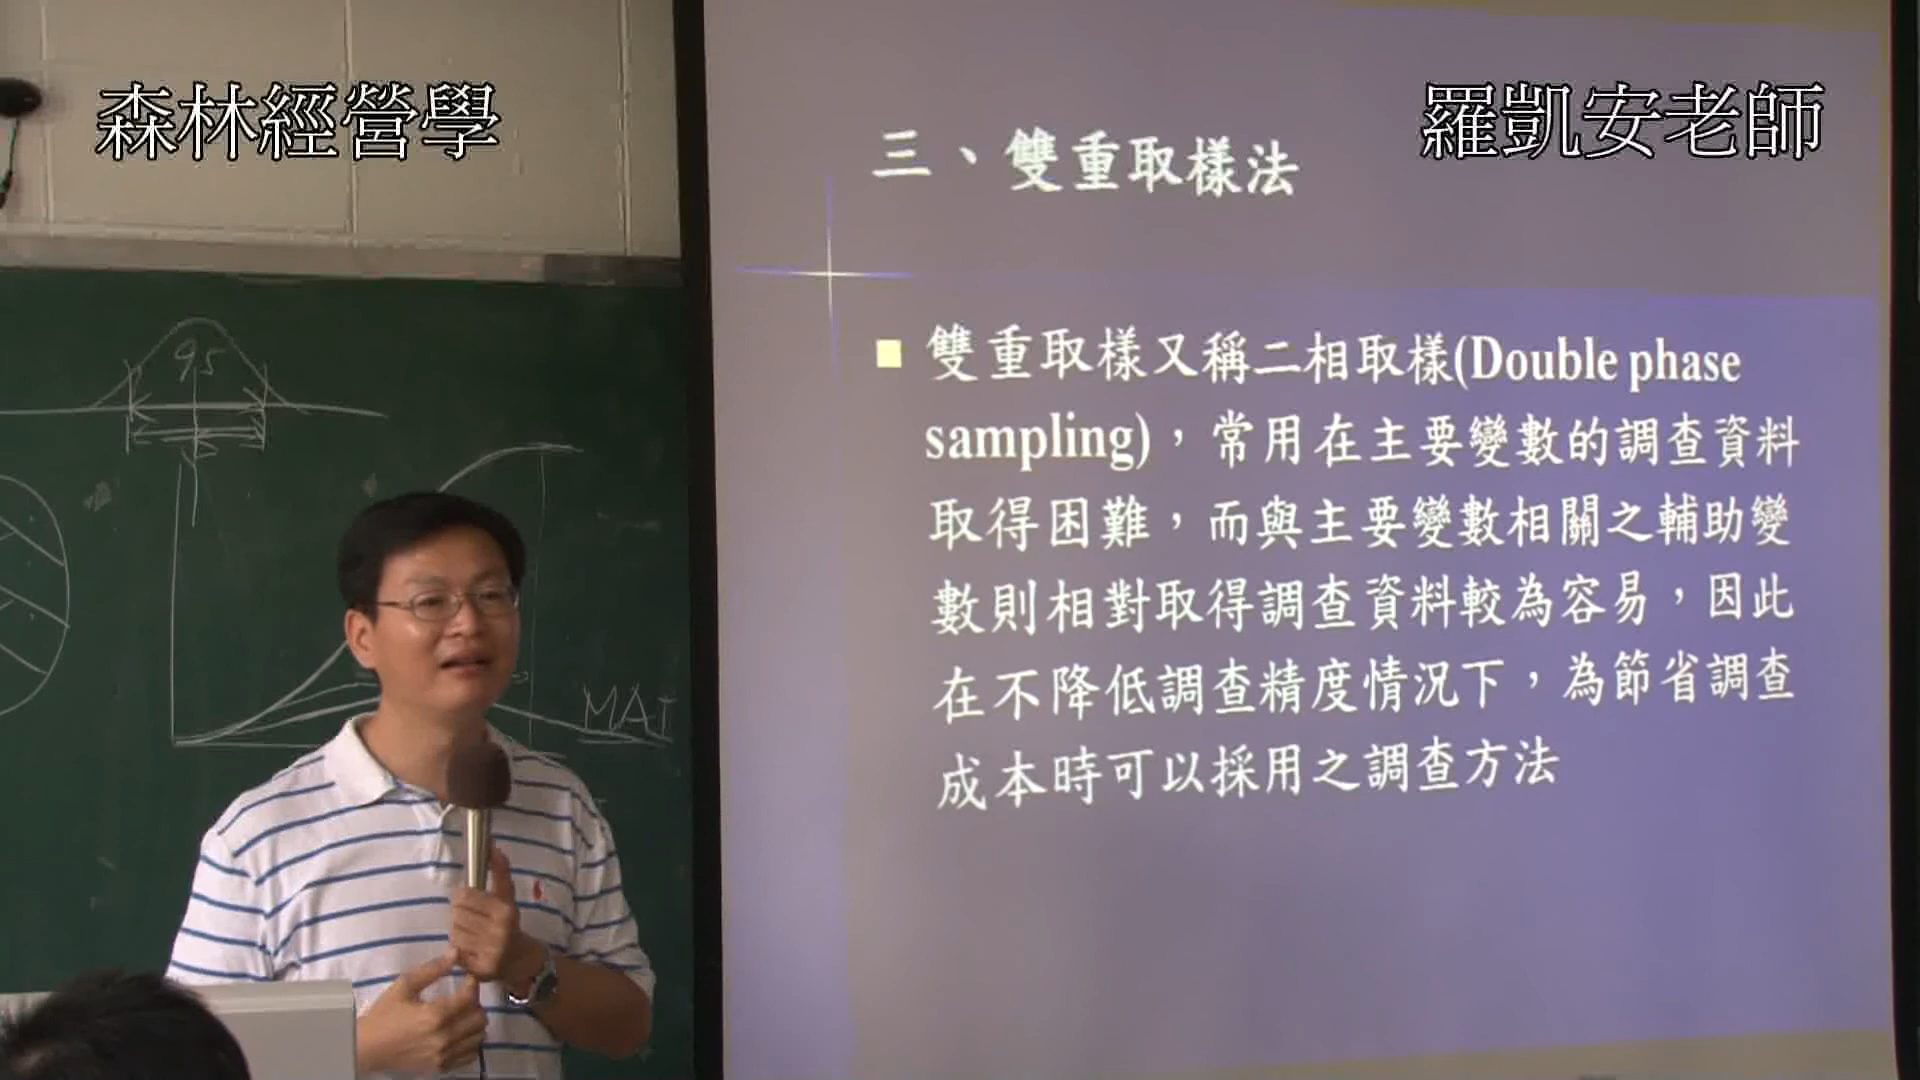 森林經營學
羅凱安老師
三、雙重取樣法
雙重取樣又稱二相取樣(Double phase
sampling)，常用在主要變數的調查資料
取得困難，而與主要變數相關之輔助變
數則相對取得調查資料較為容易，因此
在不降低調查精度情況下，為節省調查
成本時可以採用之調查方法
95
MAI